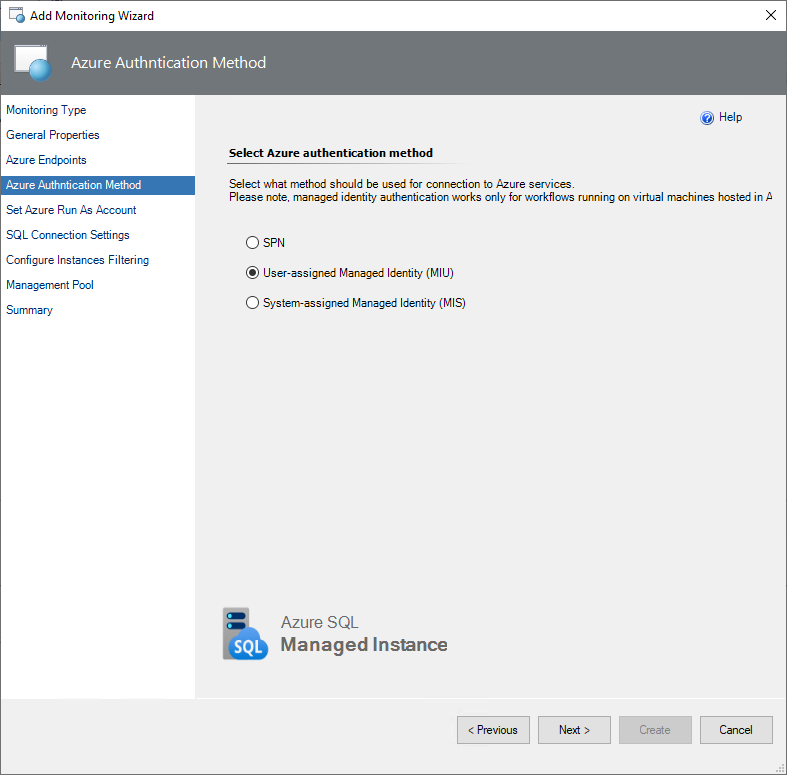 Add Monitoring Wizard
Azure Authntication Method
Monitoring Type
General Properties
Azure Endpoints
Azure Authntication Method
Set Azure Run As Account
SQL Connection Settings
Configure Instances Filtering
Management Pool
Summary
Help
Select Azure authentication method
Select what method should be used for connection to Azure services.
Please note, managed identity authentication works only for workflows running on virtual machines hosted in A
SPN
User-assigned Managed Identity (MIU)
System-assigned Managed Identity (MIS)
SQL
Azure SQL
Managed Instance
< Previous
Next >
Create
Cancel